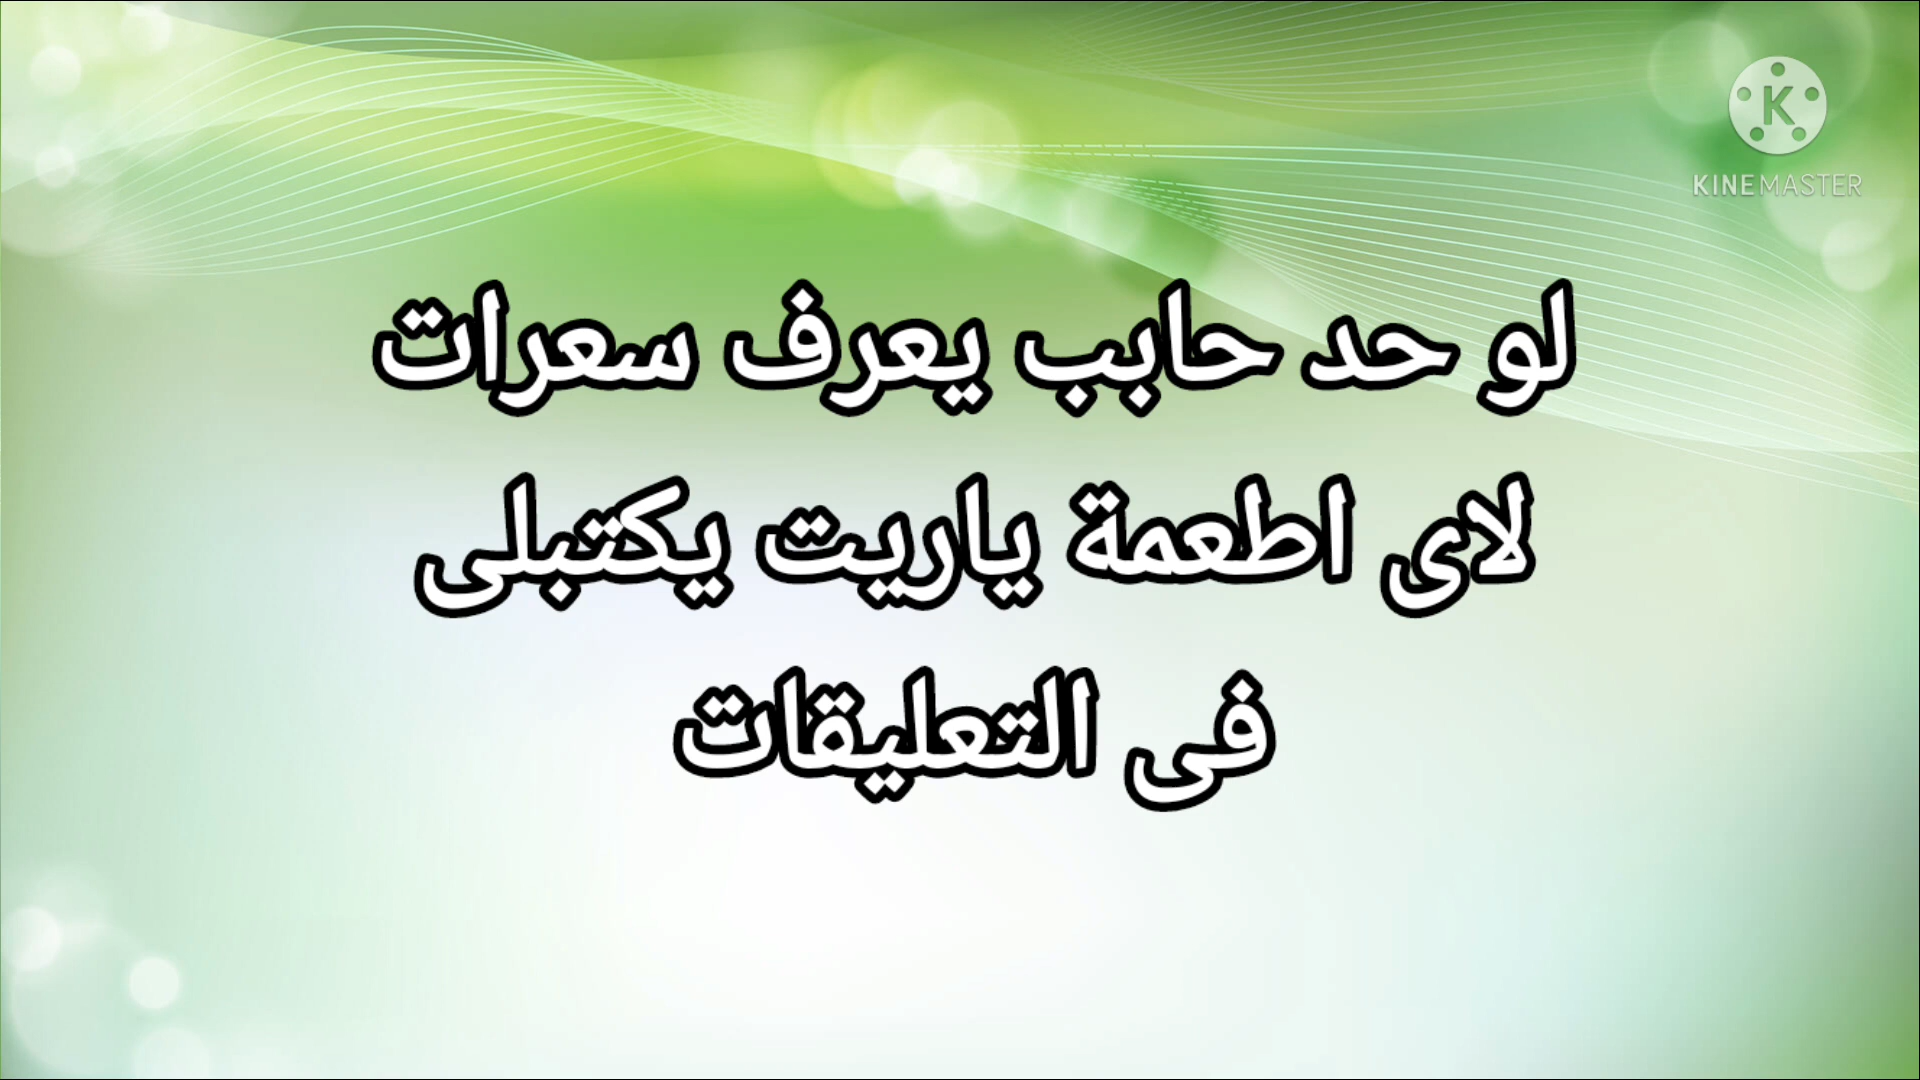 K
KINEMASTER
لو حد حابب يعرف سعرات
لاى اطعمة ياريت يكتبلى
فى التعليقات